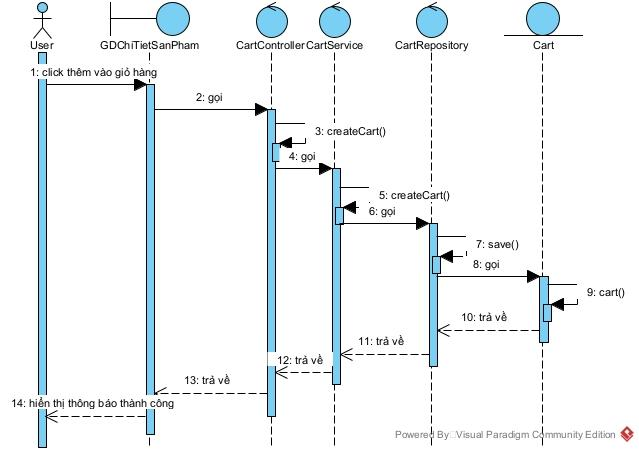 User
GDChiTietSanPham
CartController
CartService
CartRepository
Cart
1: click thêm vào giỏ hàng
2: gọi
3: createCart()
4: gọi
5: createCart()
6: gọi
7: save()
8: gọi
9: cart()
10: trả về
11: trả về
12: trả về
13: trả về
14: hiển thị thông báo thành công
Powered By Visual Paradigm Community Edition